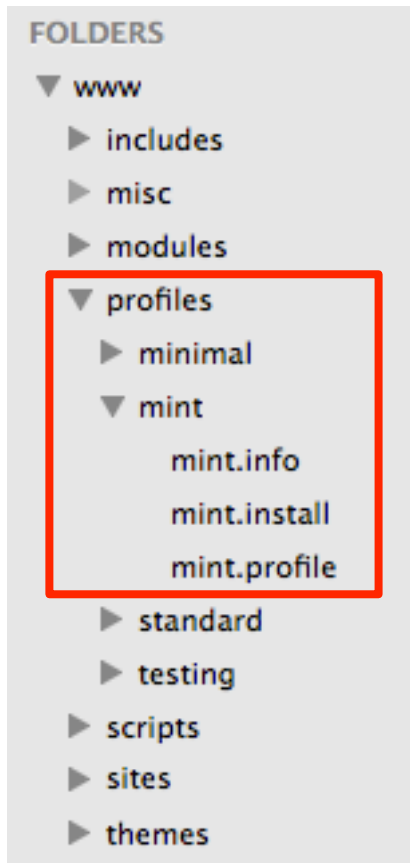 FOLDERS
www
includes
misc
modules
profiles
minimal
mint
mint.info
mint.install
mint.profile
standard
testing
scripts
sites
themes